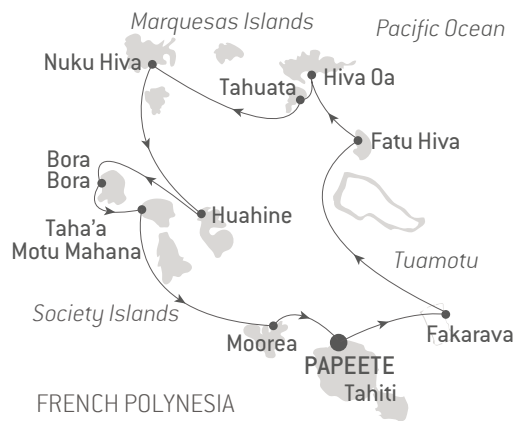 Marquesas Islands
Pacific Ocean
Nuku Hiva
Hiva Oa
Tahuata
Fatu Hiva
Bora
Bora
Huahine
Taha'a
Motu Mahana
Tuamotu
Society Islands
Fakarava
Moorea
PAPEETE
Tahiti
FRENCH POLYNESIA